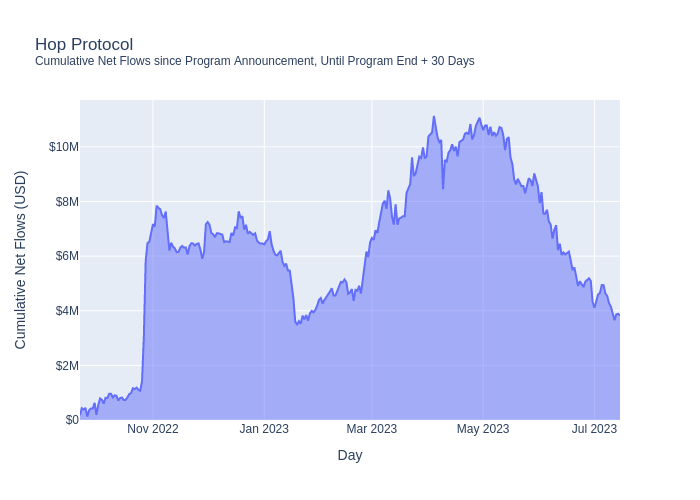 Hop Protocol
Cumulative Net Flows since Program Announcement, Until Program End + 30 Days
Cumulative Net Flows (USD)
$10M
$8M
$6M
$4M
$2M
$0
Nov 2022 Jan 2023 Mar 2023 May 2023 Jul 2023
Day